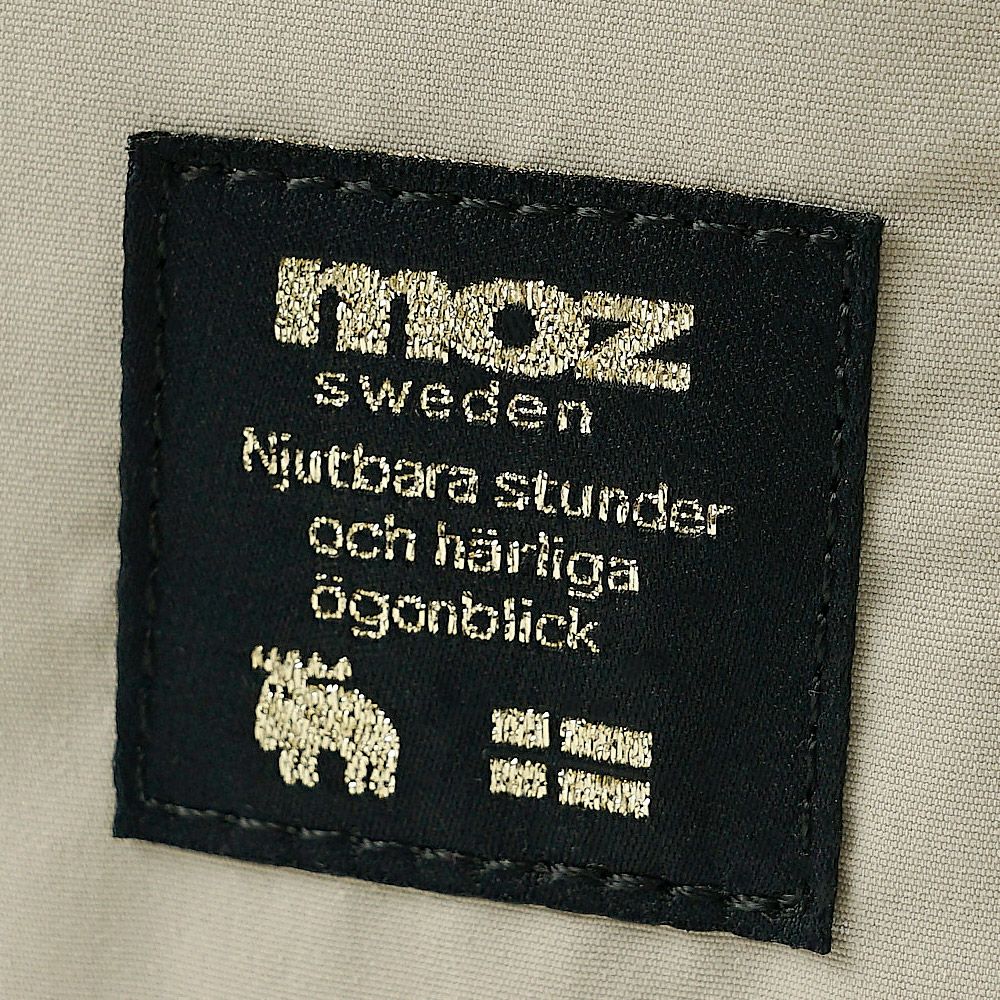 moz
sweden
Njutbara stunder
och härliga
ögonblick